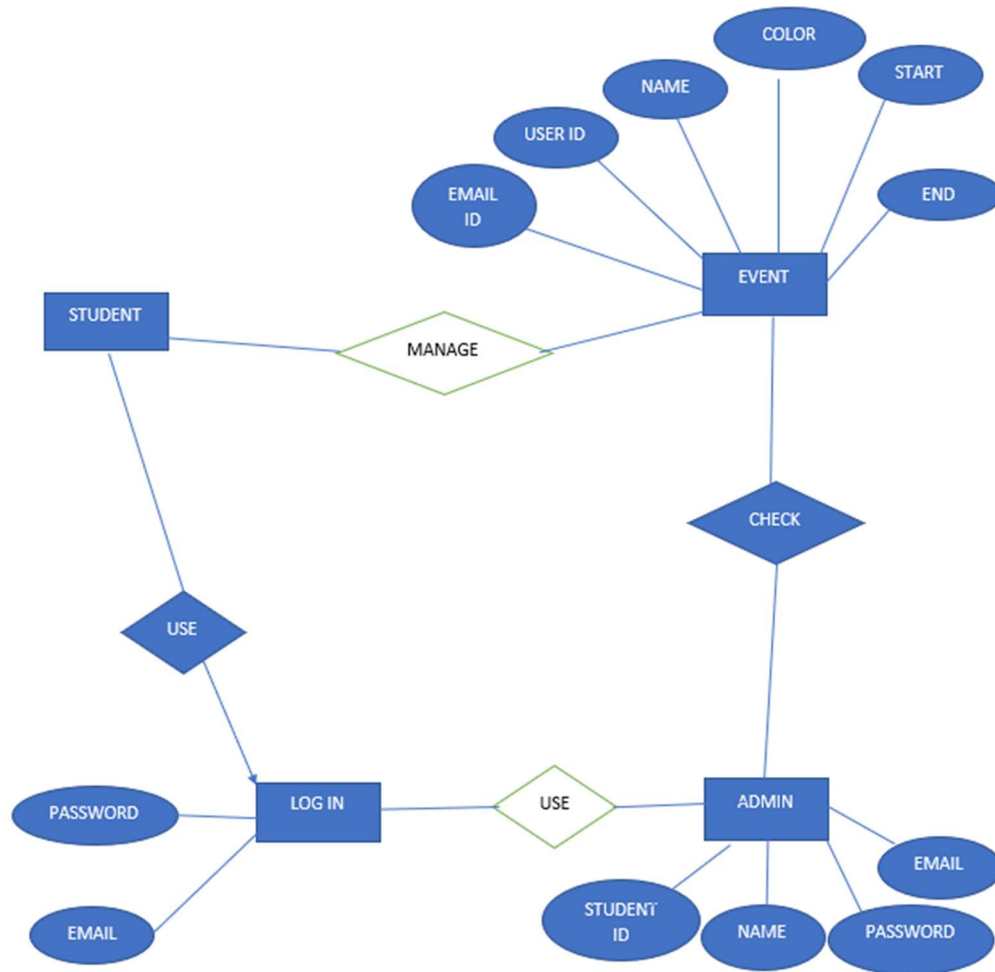 COLOR
START
NAME
USER ID
EMAIL
ID
END
EVENT
STUDENT
MANAGE
CHECK
USE
PASSWORD
LOG IN
USE
ADMIN
EMAIL
EMAIL
STUDENT
ID
NAME
PASSWORD